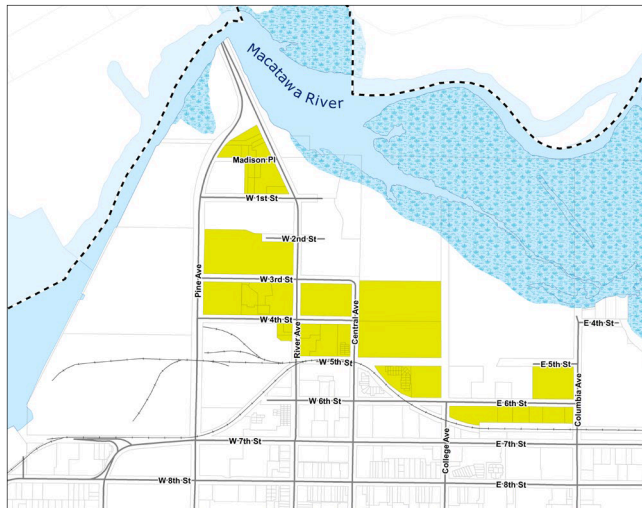 Macatawa River
Madison Pl
W 1st St
W 2nd St
Pine Ave
W 3rd St
River Ave
Central Ave
W 4th St
E 4th St
W 5th St
E 5th St
Columbia Ave
W 6th St
E 6th St
College Ave
W 7th St
E 7th St
W 8th St
E 8th St